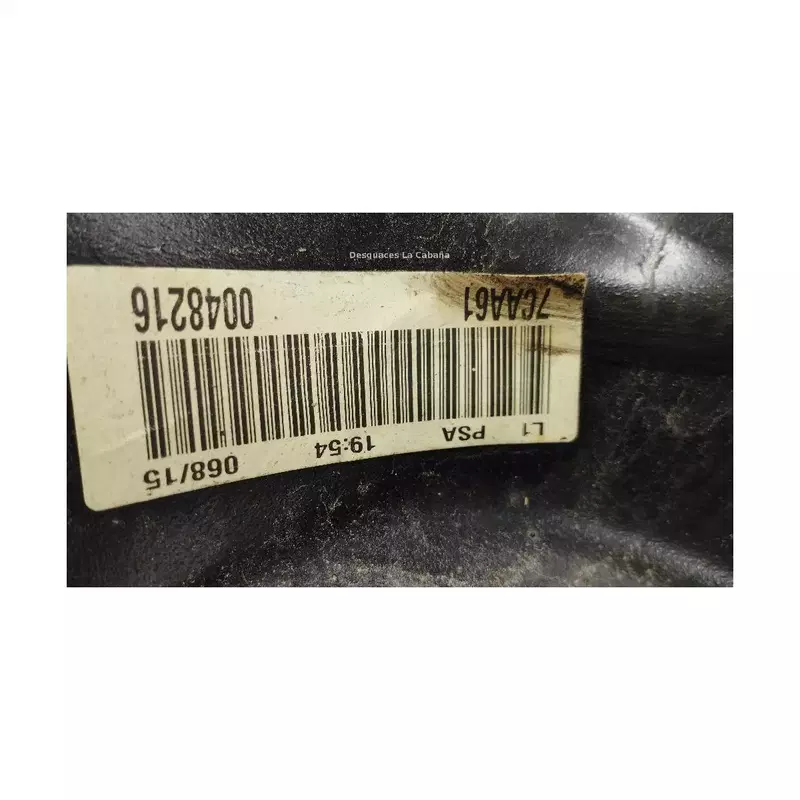 Desguaces La Cabaña
L1 PSA 19:54 068/15
7CAA61 0048216